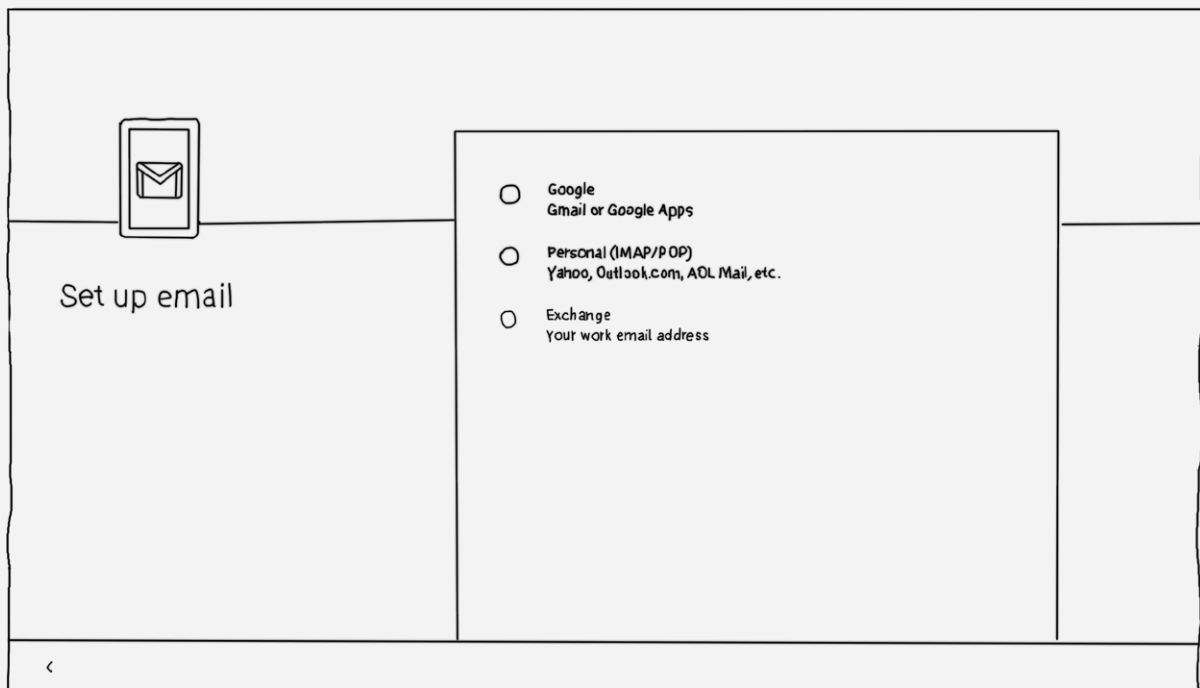 Set up email
Google
Gmail or Google Apps
Personal (IMAP/POP)
Yahoo, Outlook.com, AOL Mail, etc.
Exchange
Your work email address